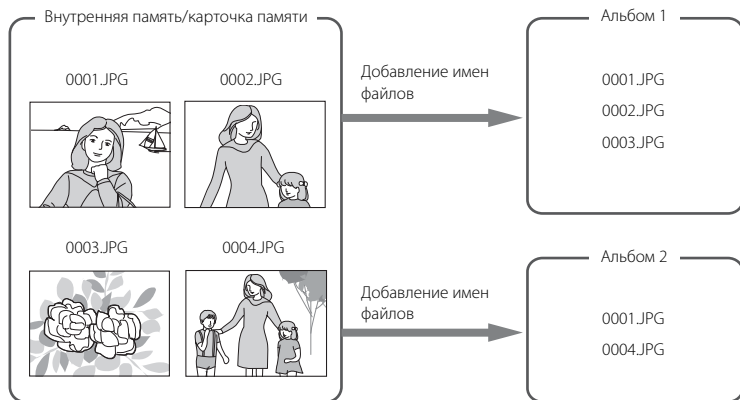 Внутренняя память/карточка памяти
0001.JPG
0002.JPG
0003.JPG
0004.JPG
Добавление имен
файлов
Альбом 1
0001.JPG
0002.JPG
0003.JPG
Добавление имен
файлов
Альбом 2
0001.JPG
0004.JPG